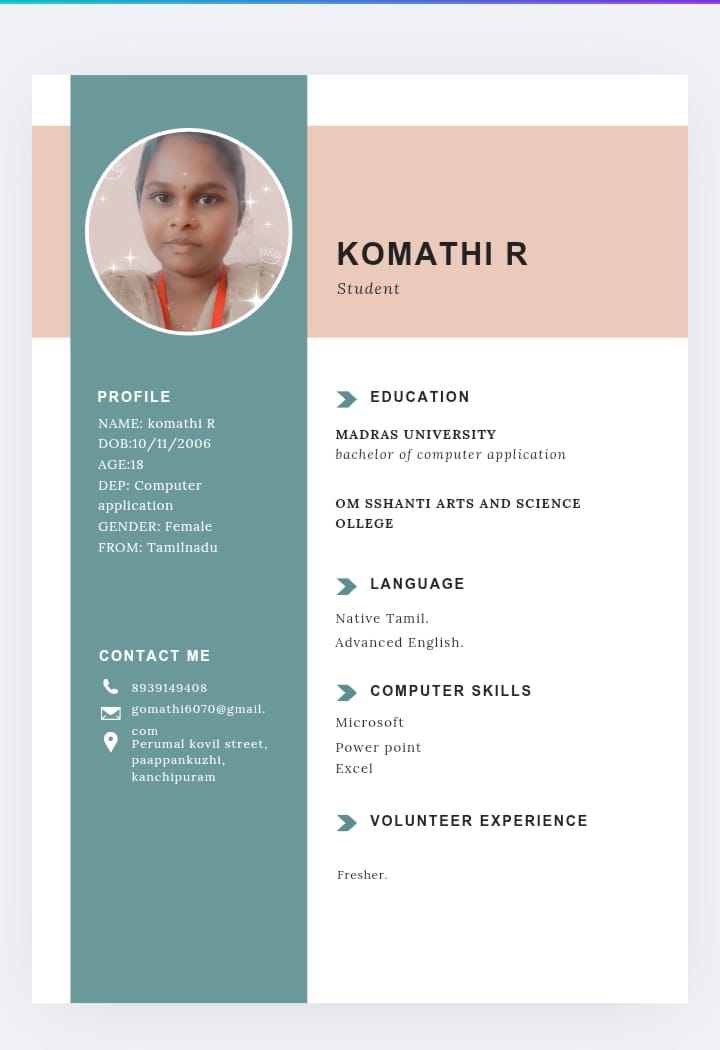 KOMATHI R
Student
PROFILE
NAME: komathi R
DOB:10/11/2006
AGE:18
DEP: Computer
application
GENDER: Female
FROM: Tamilnadu
CONTACT ME
8939149408
gomathi6070@gmail.
com
Perumal kovil street,
paappankuzhi,
kanchipuram
EDUCATION
MADRAS UNIVERSITY
bachelor of computer application
OM SSHANTI ARTS AND SCIENCE
OLLEGE
LANGUAGE
Native Tamil.
Advanced English.
COMPUTER SKILLS
Microsoft
Power point
Excel
VOLUNTEER EXPERIENCE
Fresher.